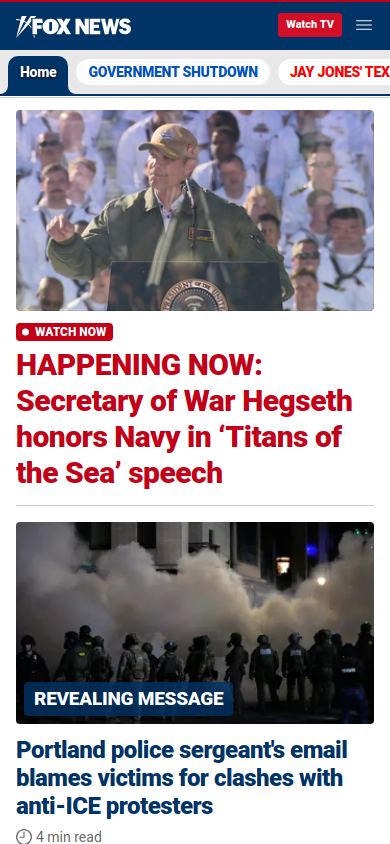 FOX NEWS
Watch TV
Home
GOVERNMENT SHUTDOWN
JAY JONES' TEX
WATCH NOW
HAPPENING NOW:
Secretary of War Hegseth
honors Navy in ‘Titans of
the Sea’ speech
REVEALING MESSAGE
Portland police sergeant's email
blames victims for clashes with
anti-ICE protesters
4 min read